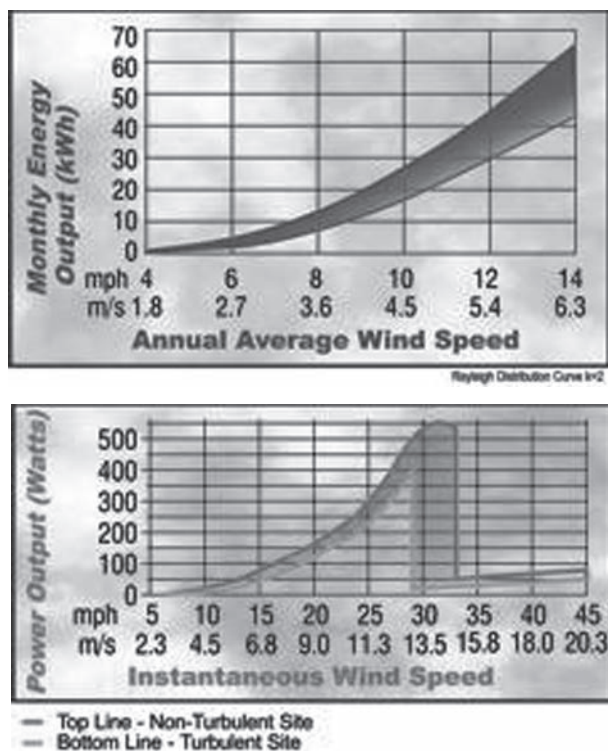 Monthly Energy
Output (kWh)
70
60
50
40
30
20
10
0
mph 4 6 8 10 12 14
m/s 1.8 2.7 3.6 4.5 5.4 6.3
Annual Average Wind Speed
Rayleigh Distribution Curve k=2
Power Output (Watts)
500
400
300
200
100
0
mph 5 10 15 20 25 30 35 40 45
m/s 2.3 4.5 6.8 9.0 11.3 13.5 15.8 18.0 20.3
Instantaneous Wind Speed
Top Line - Non-Turbulent Site
Bottom Line - Turbulent Site